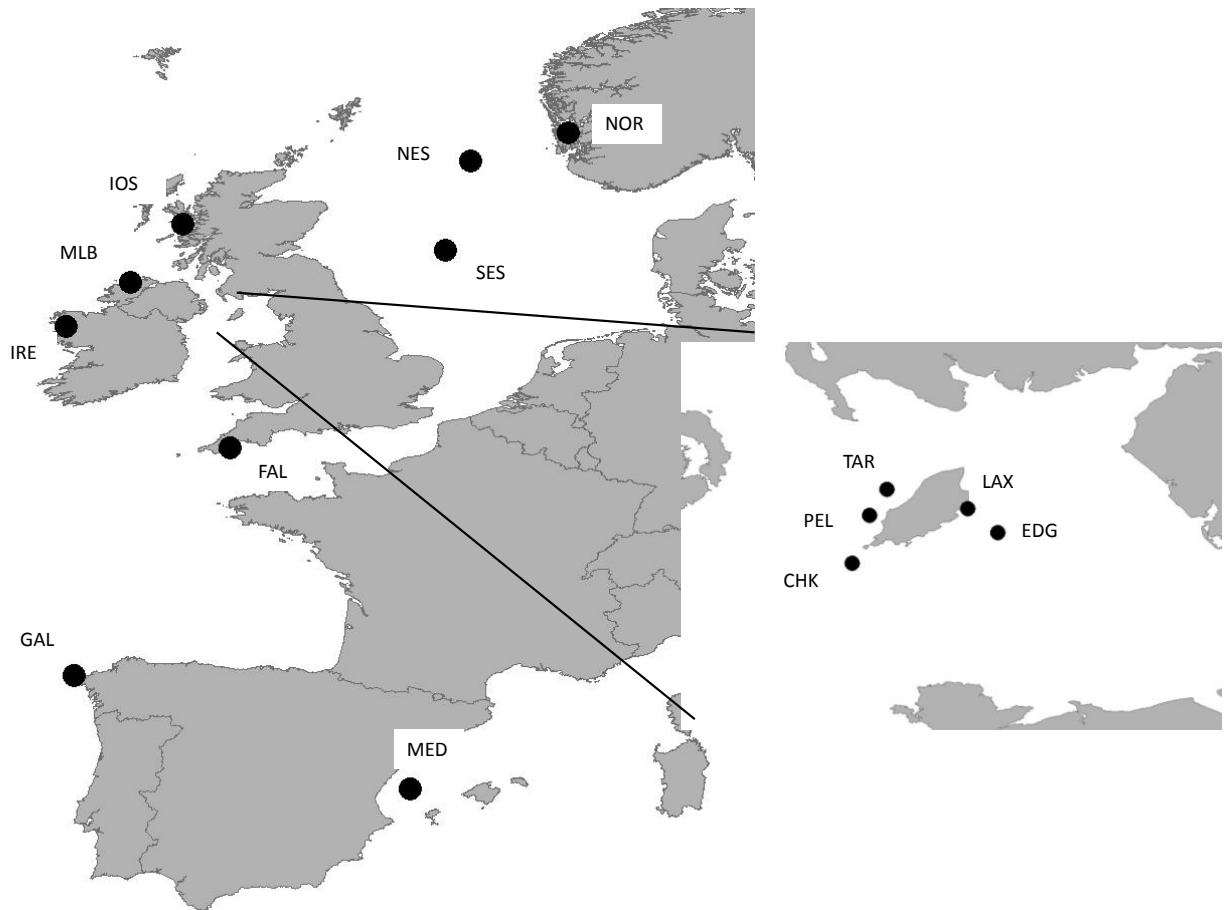 NOR
NES
IOS
MLB
SES
IRE
TAR
LAX
FAL
PEL
EDG
CHK
GAL
MED